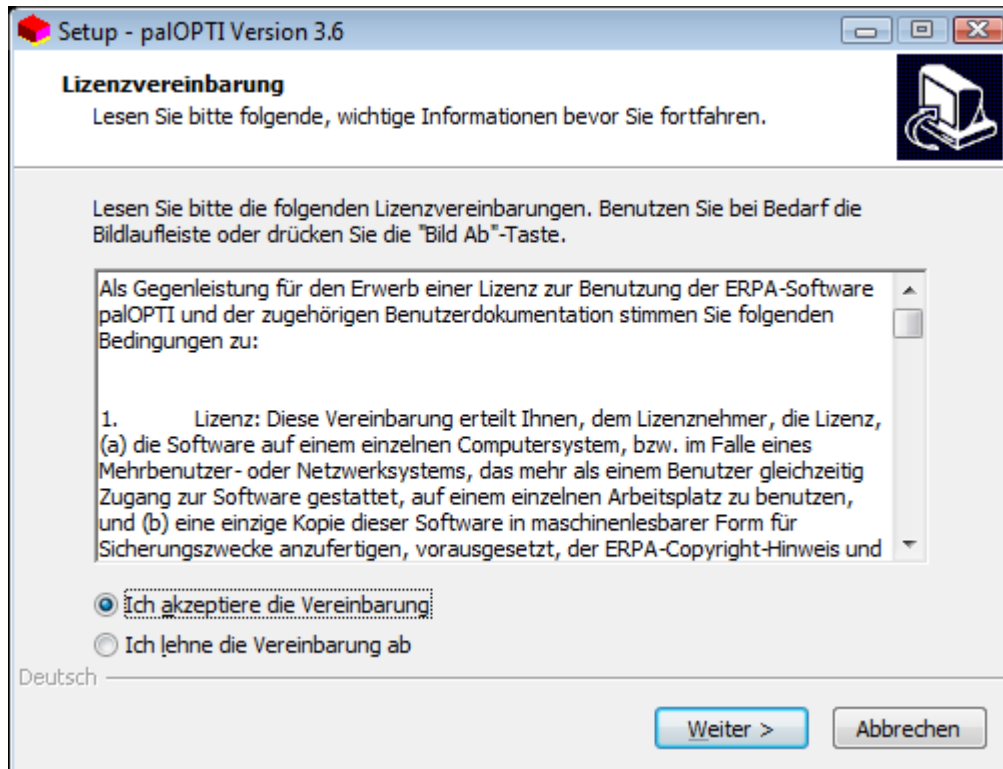 Setup - palOPTI Version 3.6
Lizenzvereinbarung
Lesen Sie bitte folgende, wichtige Informationen bevor Sie fortfahren.
Lesen Sie bitte die folgenden Lizenzvereinbarungen. Benutzen Sie bei Bedarf die
Bildlaufleiste oder drücken Sie die "Bild Ab"-Taste.
Als Gegenleistung für den Erwerb einer Lizenz zur Benutzung der ERPA-Software
palOPTI und der zugehörigen Benutzerdokumentation stimmen Sie folgenden
Bedingungen zu:
1. Lizenz: Diese Vereinbarung erteilt Ihnen, dem Lizenznehmer, die Lizenz,
(a) die Software auf einem einzelnen Computersystem, bzw. im Falle eines
Mehrbenutzer- oder Netzwerksystems, das mehr als einem Benutzer gleichzeitig
Zugang zur Software gestattet, auf einem einzelnen Arbeitsplatz zu benutzen,
und (b) eine einzige Kopie dieser Software in maschinenlesbarer Form für
Sicherungszwecke anzufertigen, vorausgesetzt, der ERPA-Copyright-Hinweis und
Ich akzeptiere die Vereinbarung
Ich lehne die Vereinbarung ab
Deutsch
Weiter >
Abbrechen